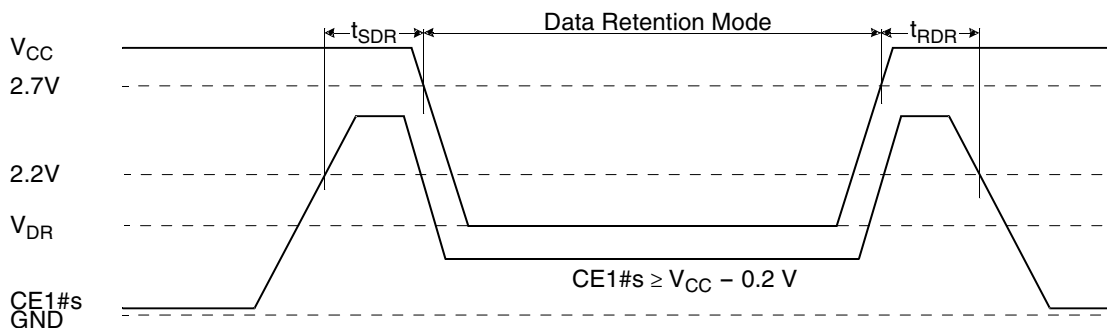 Data Retention Mode
tSDR
tRDR
VCC
2.7V
2.2V
VDR
CE1#s ≥ VCC − 0.2 V
CE1#s
GND